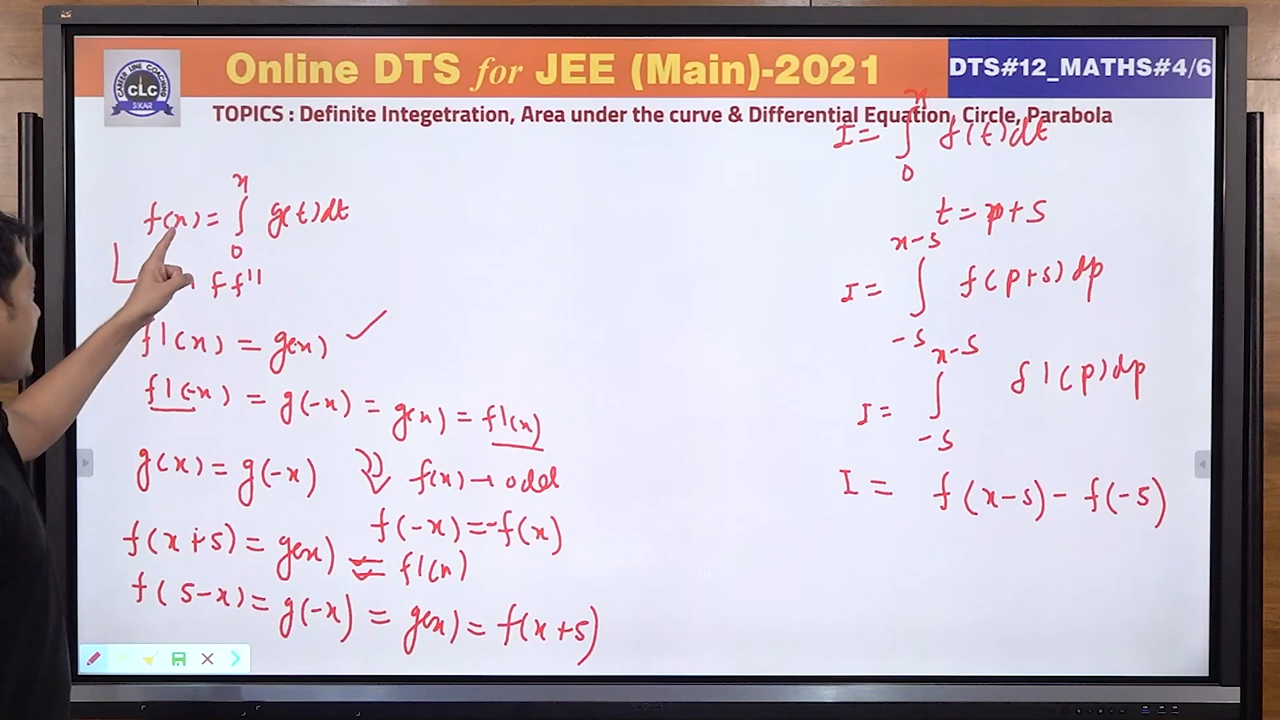 Online DTS for JEE (Main)-2021
DTS#12_MATHS#4/6
CAREER LINE COACHING
CLC
SIKAR
TOPICS : Definite Integetration, Area under the curve & Differential Equation, Circle, Parabola
f(x) = ∫₀ˣ g(t)dt
f f''
f'(x) = g(x) ✓
f'(-x) = g(-x) = g(x) = f'(x)
g(x) = g(-x)
f(x) → odd
f(-x) = -f(x)
f(x+5) = g(x) = f'(x)
f(5-x) = g(-x) = g(x) = f(x+5)
I = ∫₀ˣ f(t)dt
t = p+5
I = ∫₋₅ˣ⁻⁵ f(p+5)dp
I = ∫₋₅ˣ⁻⁵ f'(p)dp
I = f(x-5) - f(-5)